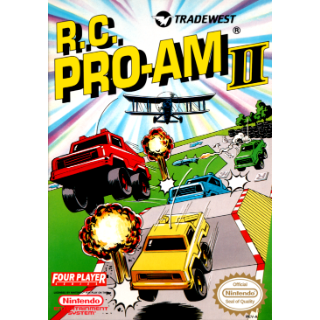 TRADEWEST
R.C.
PRO-AM II
®
FOUR PLAYER
Nintendo
ENTERTAINMENT
SYSTEM
Official
Nintendo
Seal of Quality